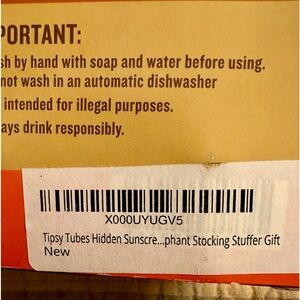 PORTANT:
sh by hand with soap and water before using.
not wash in an automatic dishwasher
intended for illegal purposes.
ays drink responsibly.
X000UYUGV5
Tipsy Tubes Hidden Sunscre...phant Stocking Stuffer Gift
New